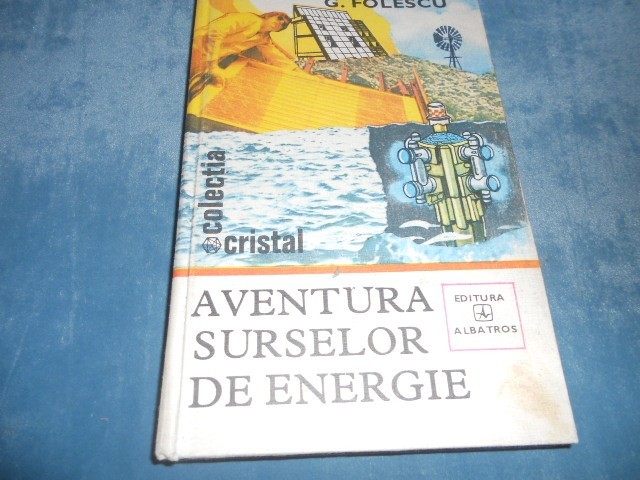 G. FOLESCU
colecția
cristal
AVENTURA
SURSELOR
DE ENERGIE
EDITURA
ALBATROS